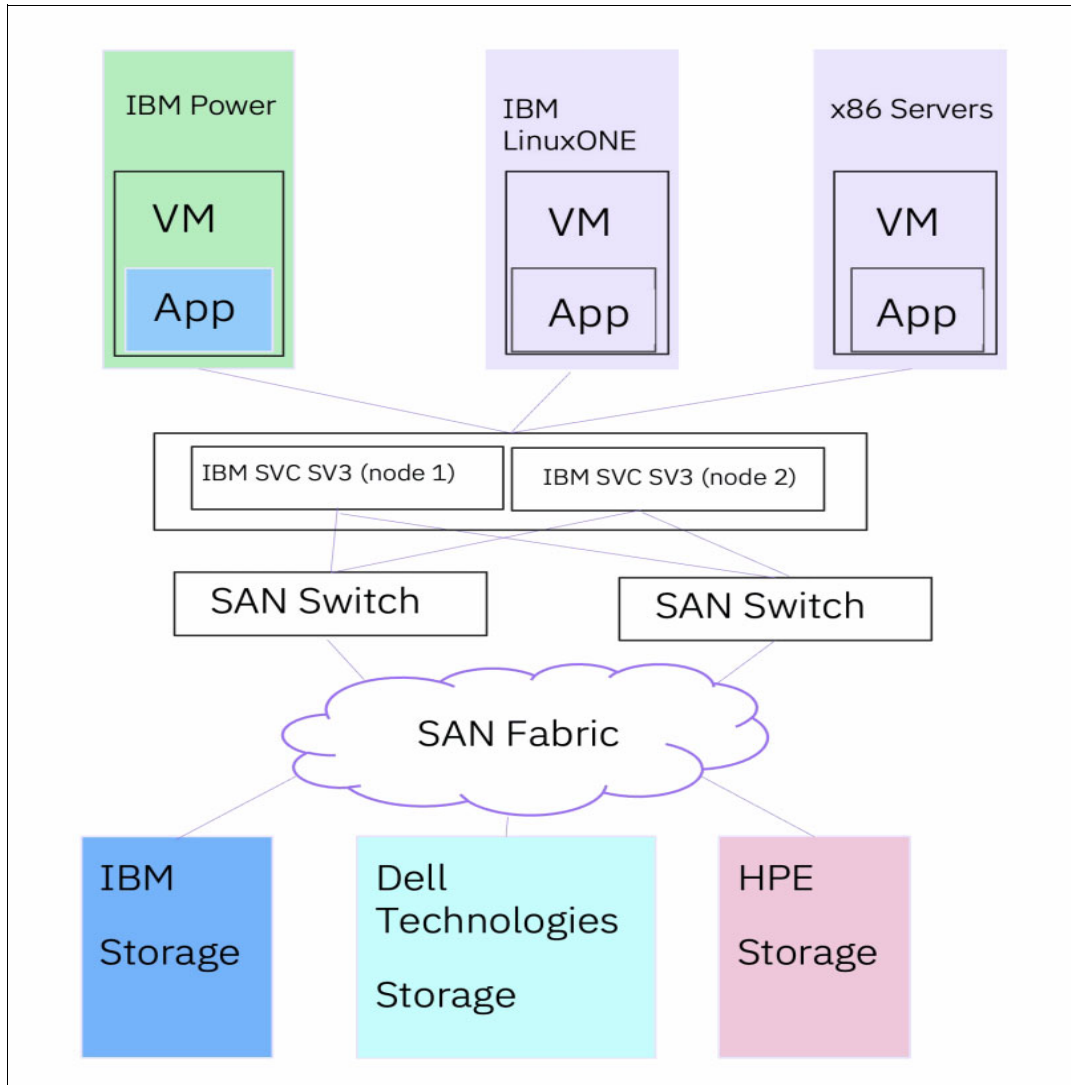 IBM Power
IBM
LinuxONE
x86 Servers
VM
VM
VM
App
App
App
IBM SVC SV3 (node 1)
IBM SVC SV3 (node 2)
SAN Switch
SAN Switch
SAN Fabric
IBM
Storage
Dell
Technologies
Storage
HPE
Storage